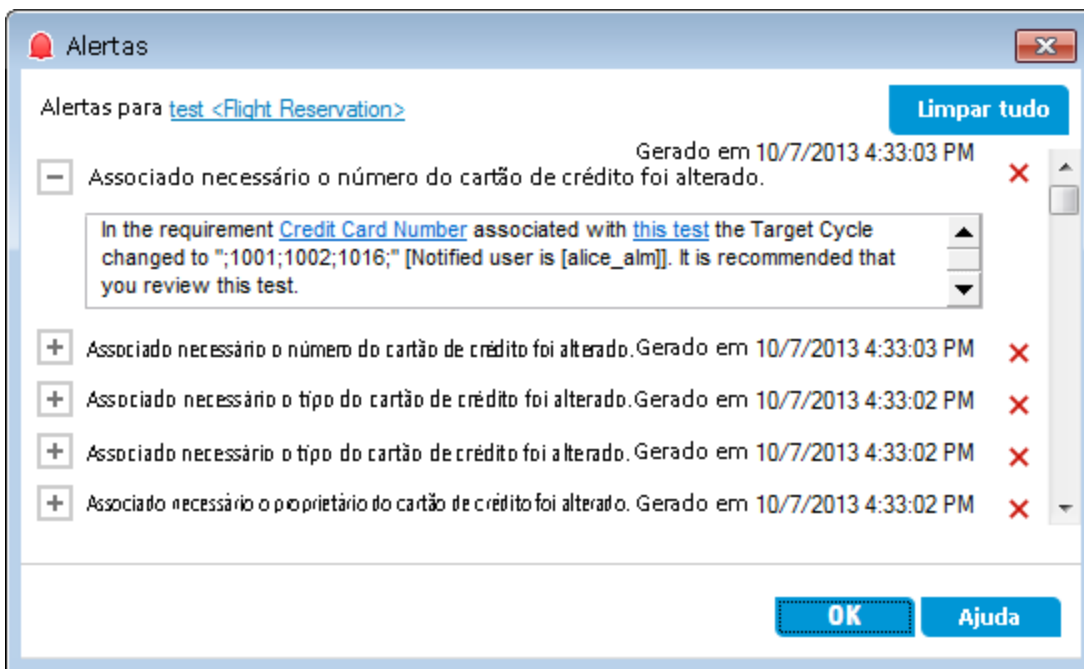 Alertas
Alertas para test <Flight Reservation>
Limpar tudo
Gerado em 10/7/2013 4:33:03 PM
Associado necessário o número do cartão de crédito foi alterado.
In the requirement Credit Card Number associated with this test the Target Cycle
changed to ";1001;1002;1016;" [Notified user is [alice_alm]]. It is recommended that
you review this test.
Associado necessário o número do cartão de crédito foi alterado. Gerado em 10/7/2013 4:33:03 PM
Associado necessário o tipo do cartão de crédito foi alterado. Gerado em 10/7/2013 4:33:02 PM
Associado necessário o tipo do cartão de crédito foi alterado. Gerado em 10/7/2013 4:33:02 PM
Associado necessário o proprietário do cartão de crédito foi alterado. Gerado em 10/7/2013 4:33:02 PM
OK
Ajuda